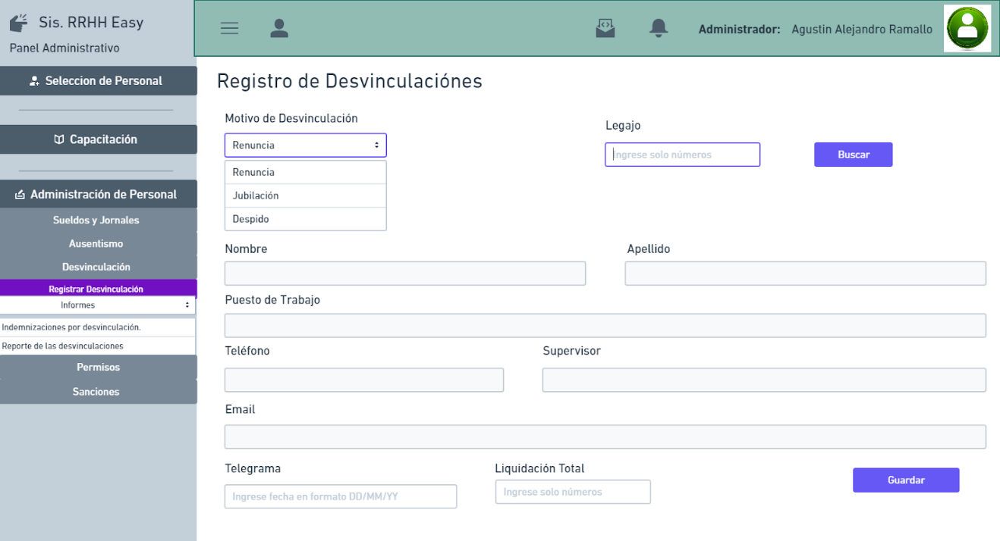 Sis. RRHH Easy
Panel Administrativo
Seleccion de Personal
Capacitación
Administración de Personal
Sueldos y Jornales
Ausentismo
Desvinculación
Registrar Desvinculación
Informes
Indemnizaciones por desvinculación.
Reporte de las desvinculaciones
Permisos
Sanciones
Administrador: Agustin Alejandro Ramallo
Registro de Desvinculaciónes
Motivo de Desvinculación
Renuncia
Renuncia
Jubilación
Despido
Legajo
Ingrese solo números
Buscar
Nombre
Apellido
Puesto de Trabajo
Teléfono
Supervisor
Email
Telegrama
Ingrese fecha en formato DD/MM/YY
Liquidación Total
Ingrese solo números
Guardar